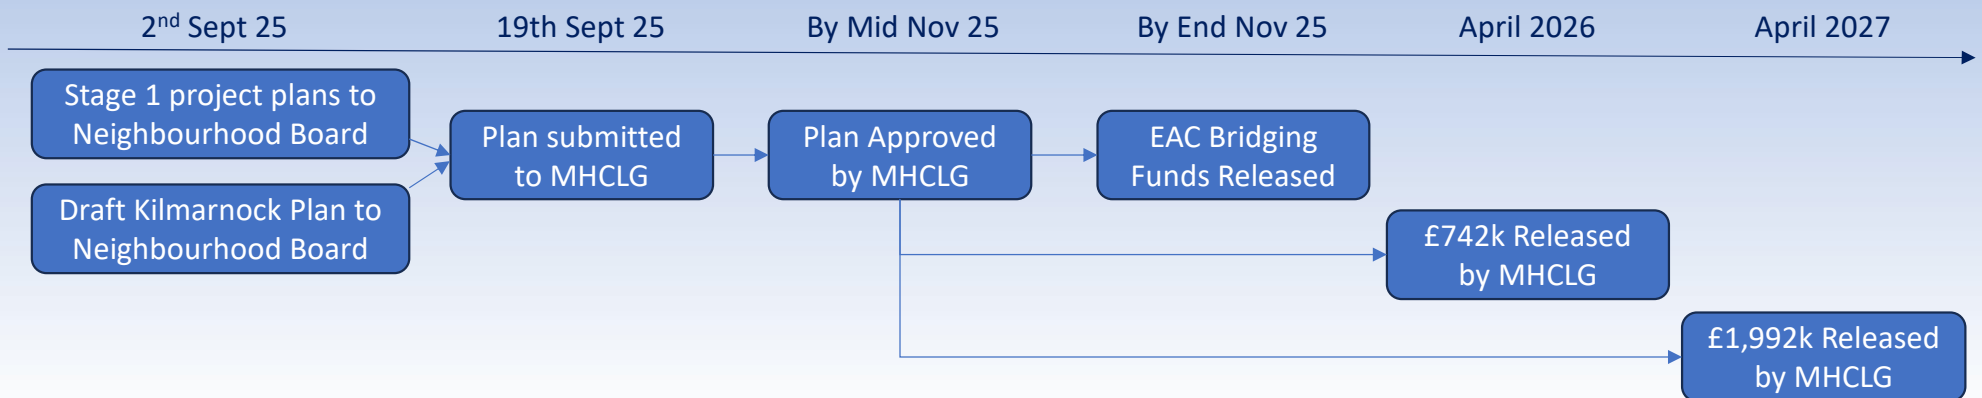 2nd Sept 25
19th Sept 25
By Mid Nov 25
By End Nov 25
April 2026
April 2027
Stage 1 project plans to
Neighbourhood Board
Draft Kilmarnock Plan to
Neighbourhood Board
Plan submitted
to MHCLG
Plan Approved
by MHCLG
EAC Bridging
Funds Released
£742k Released
by MHCLG
£1,992k Released
by MHCLG